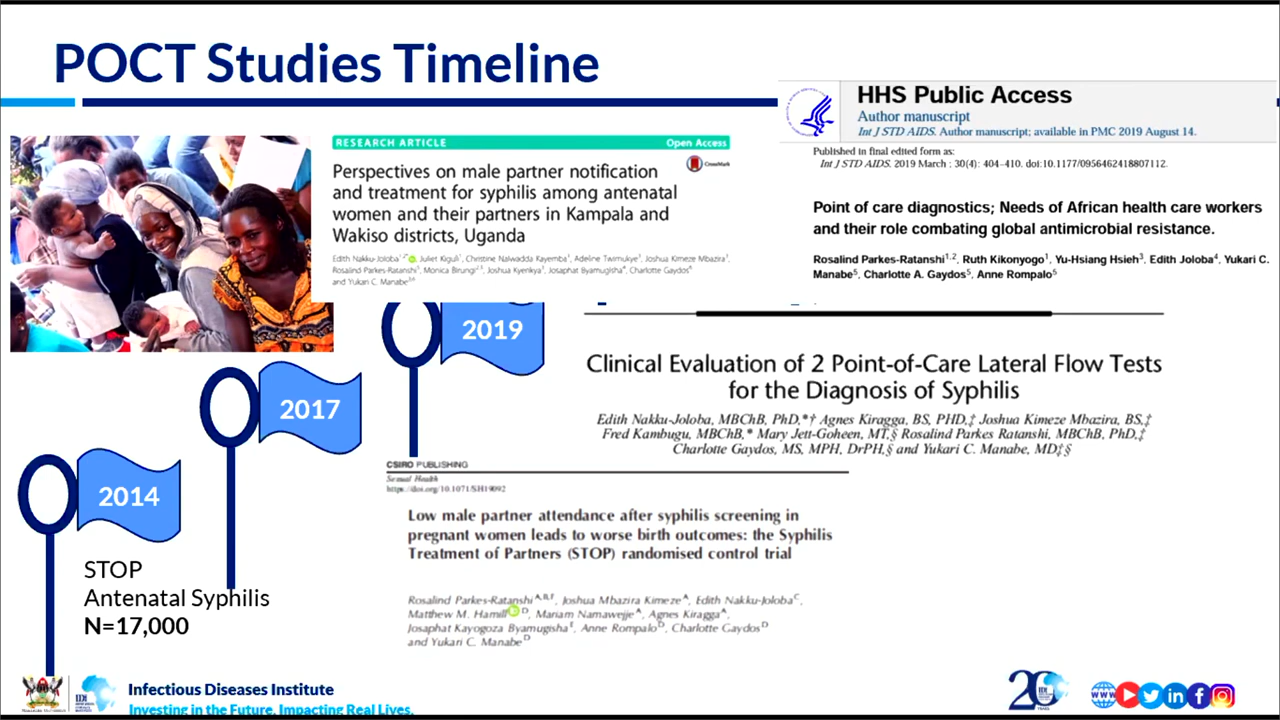 POCT Studies Timeline
RESEARCH ARTICLE
Open Access
CrossMark
Perspectives on male partner notification
and treatment for syphilis among antenatal
women and their partners in Kampala and
Wakiso districts, Uganda
Edith Nakku-Joloba, Juliet Kiguli, Christine Nalwadda Kayemba, Adeline Twimukye, Joshua Kimeze Mbazira,
Rosalind Parkes-Ratanshi, Monica Birungi, Joshua Kyenkya, Josaphat Byamugisha, Charlotte Gaydos
and Yukari C. Manabe
HHS Public Access
Author manuscript
Int J STD AIDS. Author manuscript; available in PMC 2019 August 14.
Published in final edited form as:
Int J STD AIDS. 2019 March ; 30(4): 404–410. doi:10.1177/0956462418807112.
Point of care diagnostics; Needs of African health care workers
and their role combating global antimicrobial resistance.
Rosalind Parkes-Ratanshi1,2, Ruth Kikonyogo1, Yu-Hsiang Hsieh3, Edith Joloba4, Yukari C.
Manabe5, Charlotte A. Gaydos5, Anne Rompalo5
2019
2017
2014
Clinical Evaluation of 2 Point-of-Care Lateral Flow Tests
for the Diagnosis of Syphilis
Edith Nakku-Joloba, MBChB, PhD,*† Agnes Kiragga, BS, PHD,‡ Joshua Kimeze Mbazira, BS,‡
Fred Kambugu, MBChB,* Mary Jett-Goheen, MT,§ Rosalind Parkes Ratanshi, MBChB, PhD,‡
Charlotte Gaydos, MS, MPH, DrPH,§ and Yukari C. Manabe, MD‡§
CSIRO PUBLISHING
Sexual Health
https://doi.org/10.1071/SH19092
Low male partner attendance after syphilis screening in
pregnant women leads to worse birth outcomes: the Syphilis
Treatment of Partners (STOP) randomised control trial
Rosalind Parkes-Ratanshi A,B,F, Joshua Mbazira Kimeze A, Edith Nakku-Joloba C,
Matthew M. Hamill D, Mariam Namawejje A, Agnes Kiragga A,
Josaphat Kayogoza Byamugisha E, Anne Rompalo D, Charlotte Gaydos D
and Yukari C. Manabe D
STOP
Antenatal Syphilis
N=17,000
Infectious Diseases Institute
Investing in the Future. Impacting Real Lives.
IDI
20
YEARS